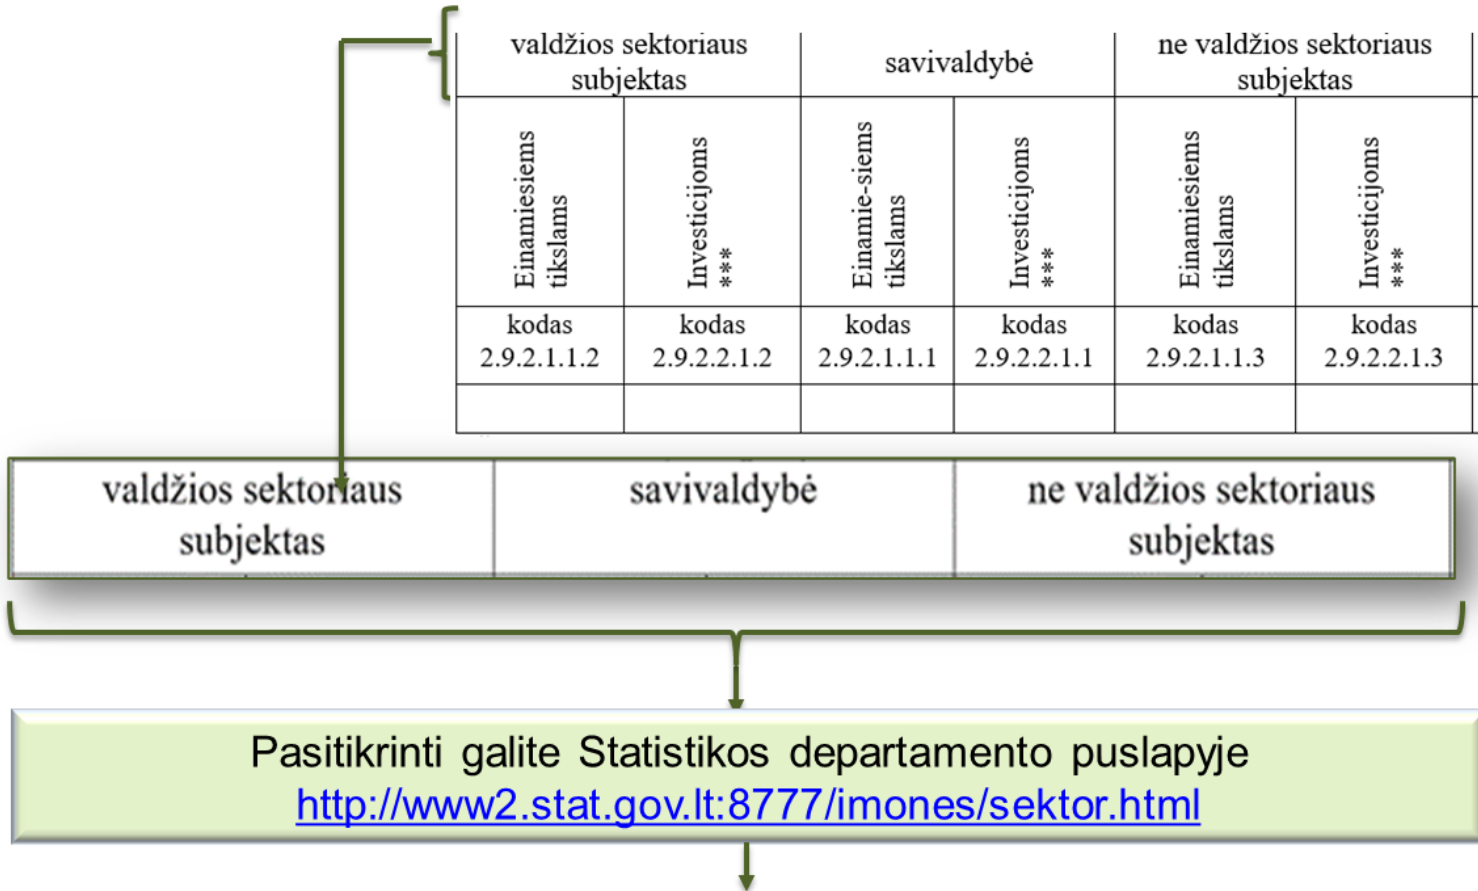 valdžios sektoriaus
subjektas
savivaldybė
ne valdžios sektoriaus
subjektas
Einamiesiems
tikslams
Investicijoms
***
Einamie-siems
tikslams
Investicijoms
***
Einamiesiems
tikslams
Investicijoms
***
kodas
2.9.2.1.1.2
kodas
2.9.2.2.1.2
kodas
2.9.2.1.1.1
kodas
2.9.2.2.1.1
kodas
2.9.2.1.1.3
kodas
2.9.2.2.1.3
valdžios sektoriaus
subjektas
savivaldybė
ne valdžios sektoriaus
subjektas
Pasitikrinti galite Statistikos departamento puslapyje
http://www2.stat.gov.lt:8777/imones/sektor.html